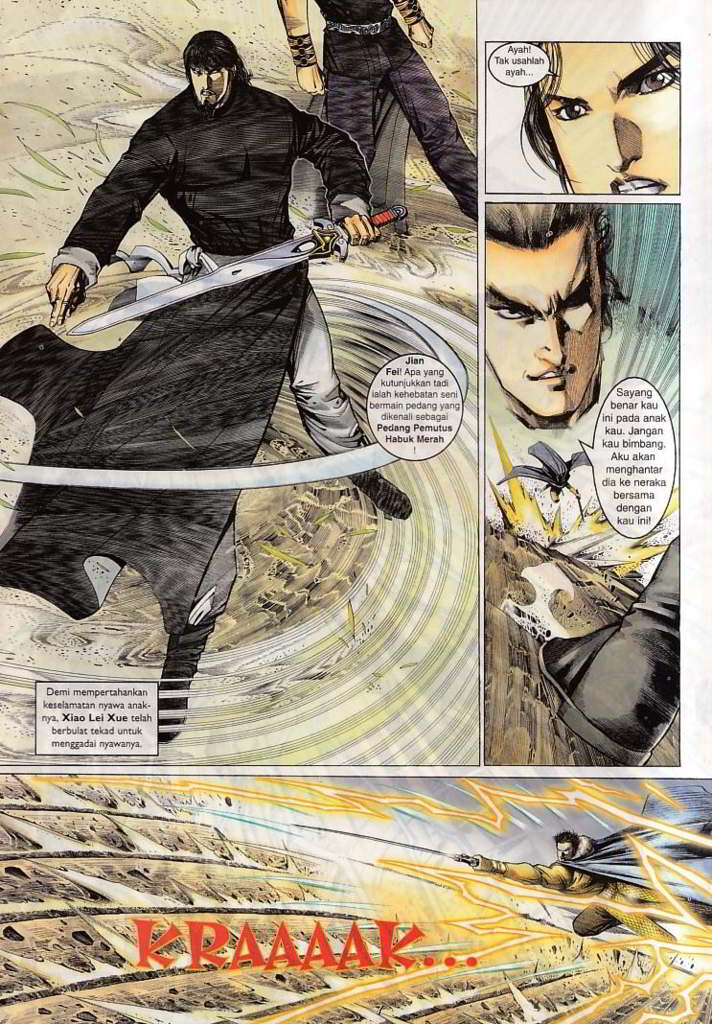 Jian
Fei! Apa yang
kutunjukkan tadi
ialah kehebatan seni
bermain pedang yang
dikenali sebagai
Pedang Pemutus
Habuk Merah
!
Demi mempertahankan
keselamatan nyawa anak-
nya, Xiao Lei Xue telah
berbulat tekad untuk
menggadai nyawanya.
Ayah!
Tak usahlah
ayah...
Sayang
benar kau
ini pada anak
kau. Jangan
kau bimbang.
Aku akan
menghantar
dia ke neraka
bersama
dengan
kau ini!
KRAAAAK...